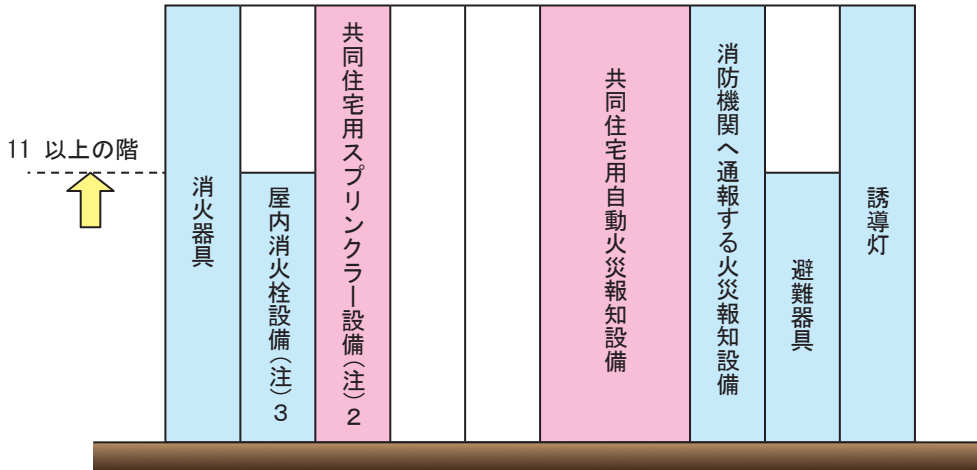 11 以上の階
消火器具
屋内消火栓設備(注)3
共同住宅用スプリンクラー設備(注)2
共同住宅用自動火災報知設備
消防機関へ通報する火災報知設備
避難器具
誘導灯